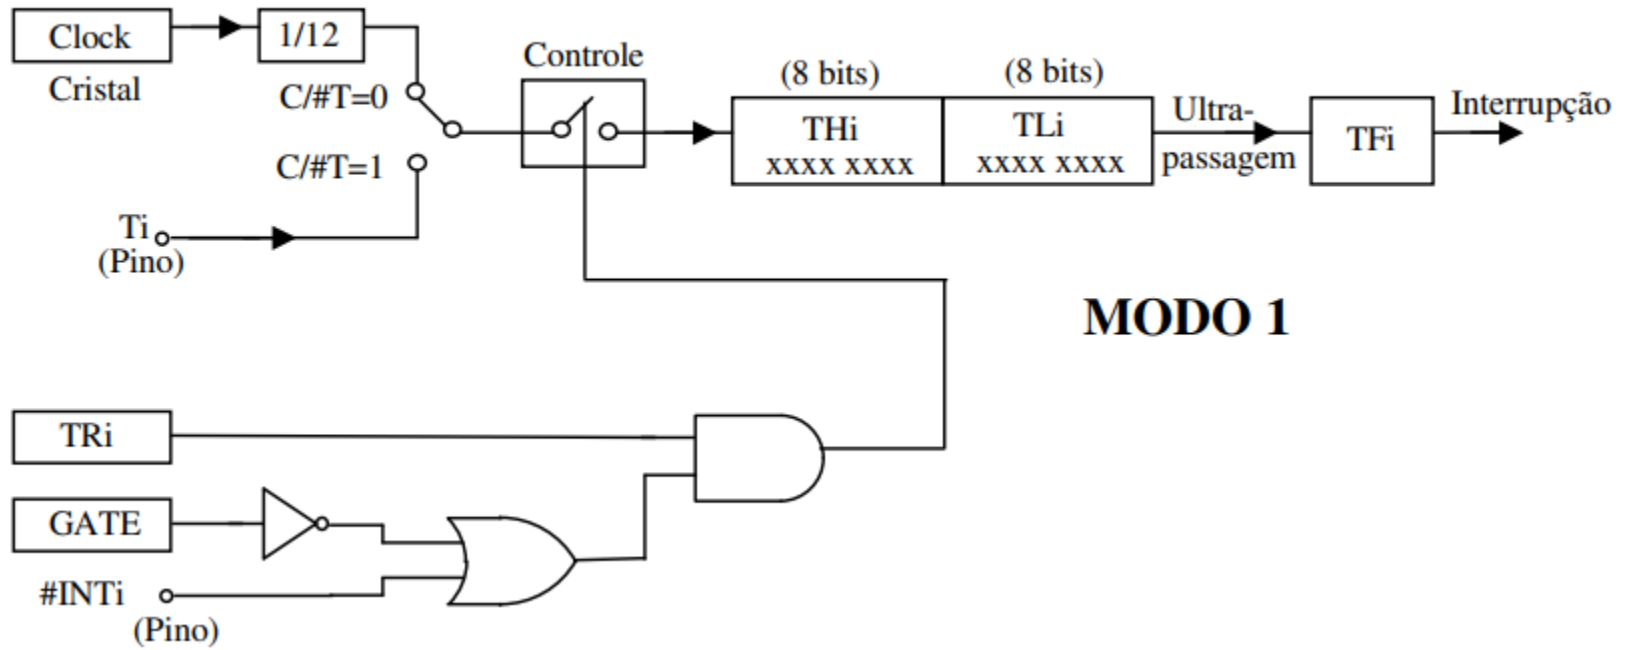 Clock
1/12
Cristal
C/#T=0
C/#T=1
Ti
(Pino)
Controle
(8 bits)
(8 bits)
THi
xxxx xxxx
TLi
xxxx xxxx
Ultra-
passagem
TFi
Interrupção
MODO 1
TRi
GATE
#INTi
(Pino)